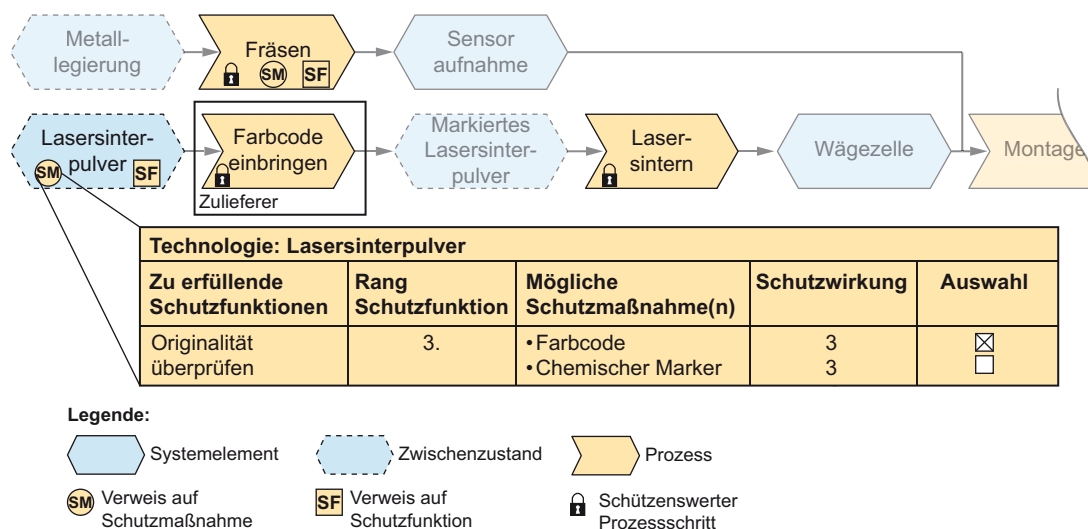 Metall-
legierung
Fräsen
SM
SF
Sensor
aufnahme
Lasersinter-
pulver
SM
SF
Farbcode
einbringen
Zulieferer
Markiertes
Lasersinter-
pulver
Laser-
sintern
Wägezelle
Montage
Technologie: Lasersinterpulver
Zu erfüllende
Schutzfunktionen
Rang
Schutzfunktion
Mögliche
Schutzmaßnahme(n)
Schutzwirkung
Auswahl
Originalität
überprüfen
3.
•Farbcode
•Chemischer Marker
3
3
Legende:
Systemelement
Zwischenzustand
Prozess
SM
Verweis auf
Schutzmaßnahme
SF
Verweis auf
Schutzfunktion
Schützenswerter
Prozessschritt